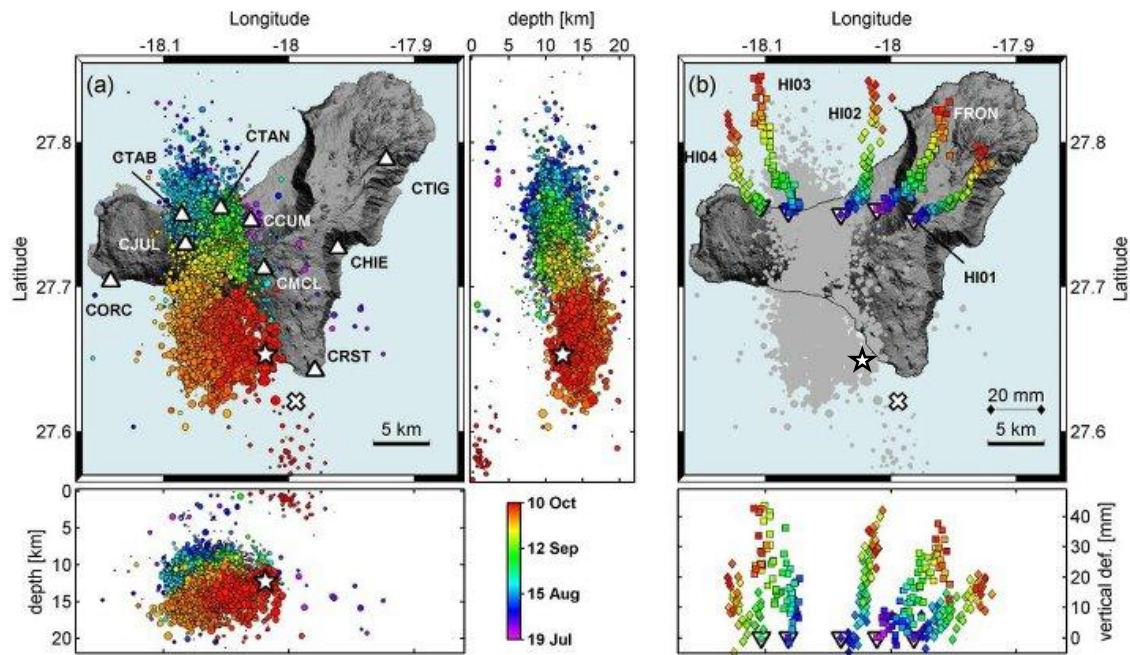 Longitude
depth [km]
Longitude
-18.1 -18 -17.9
0 5 10 15 20
-18.1 -18 -17.9
(a)
CTAN
CTAB
CTIG
CCUM
CJUL
CHIE
CMCL
CORC
CRST
5 km
Latitude
27.8
27.7
27.6
(b)
HI03
HI02
FRON
HI04
HI01
20 mm
5 km
27.8
27.7
27.6
Latitude
depth [km]
0
5
10
15
20
10 Oct
12 Sep
15 Aug
19 Jul
40
30
20
10
0
vertical def. [mm]